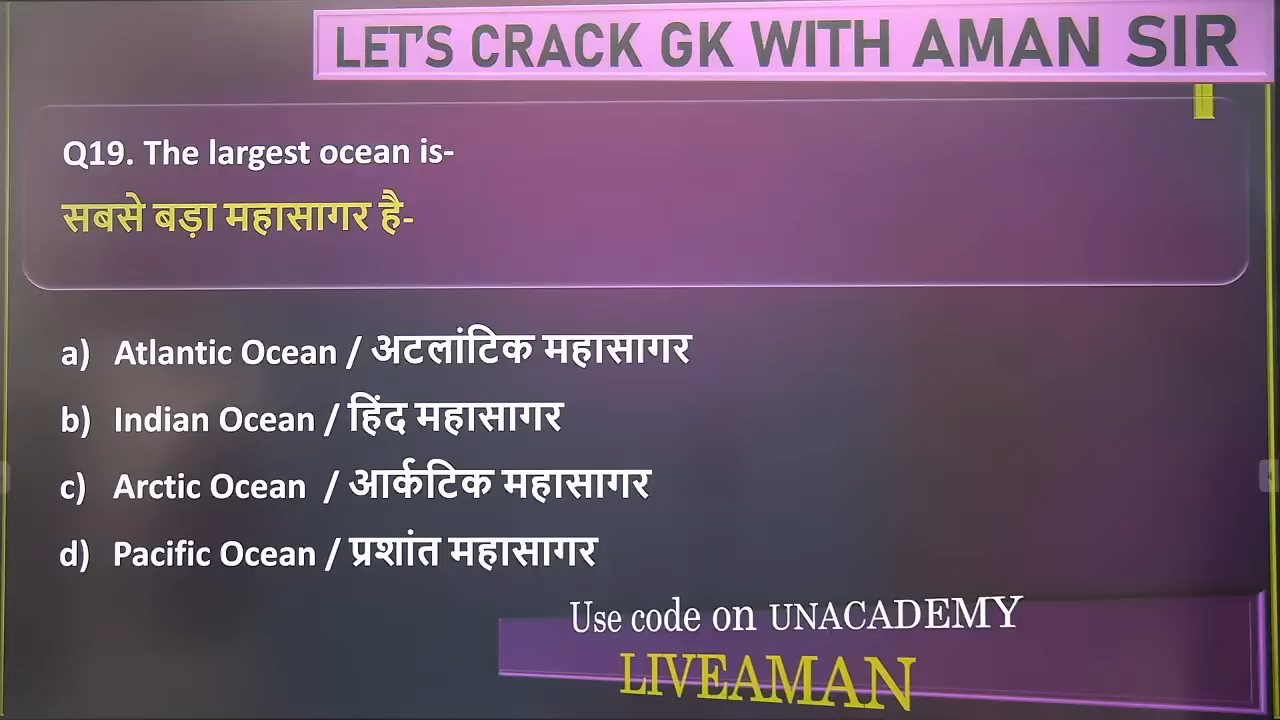 LET'S CRACK GK WITH AMAN SIR
Q19. The largest ocean is-
सबसे बड़ा महासागर है-
a) Atlantic Ocean / अटलांटिक महासागर
b) Indian Ocean / हिंद महासागर
c) Arctic Ocean / आर्कटिक महासागर
d) Pacific Ocean / प्रशांत महासागर
Use code on UNACADEMY
LIVEAMAN